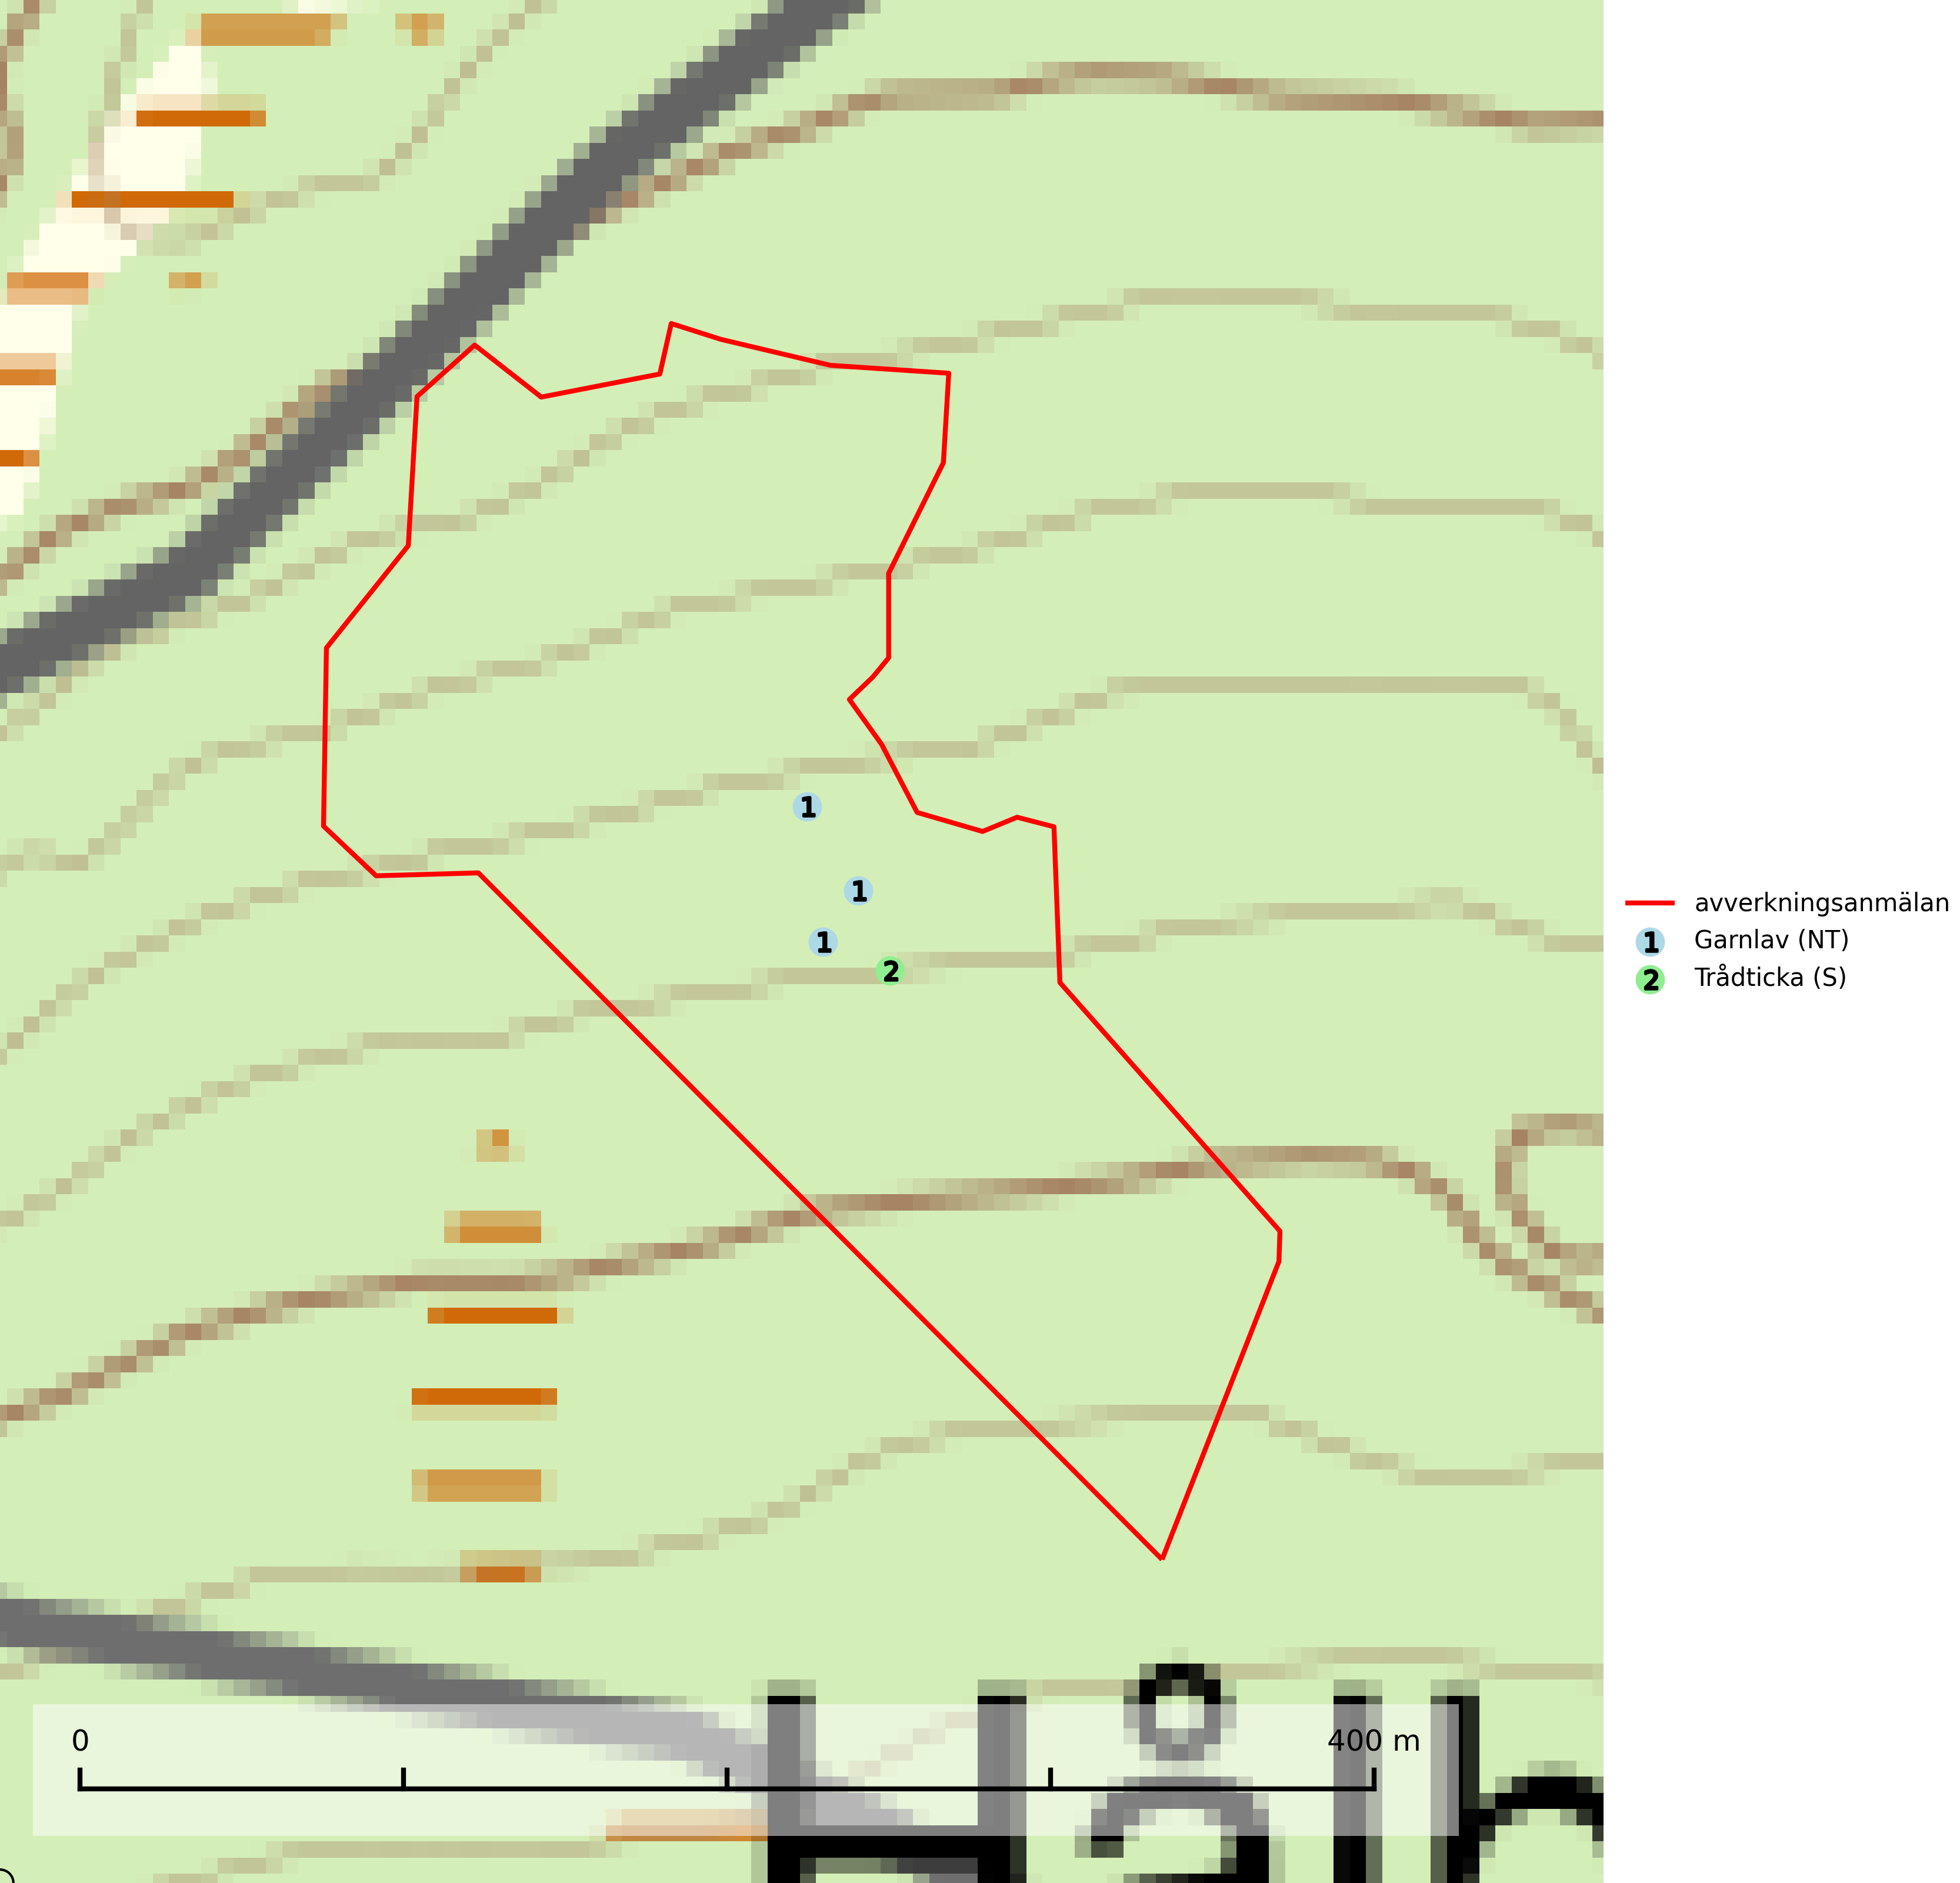 1
1
1
2
avverkningsanmälan
1 Garnlav (NT)
2 Trådticka (S)
0 400 m